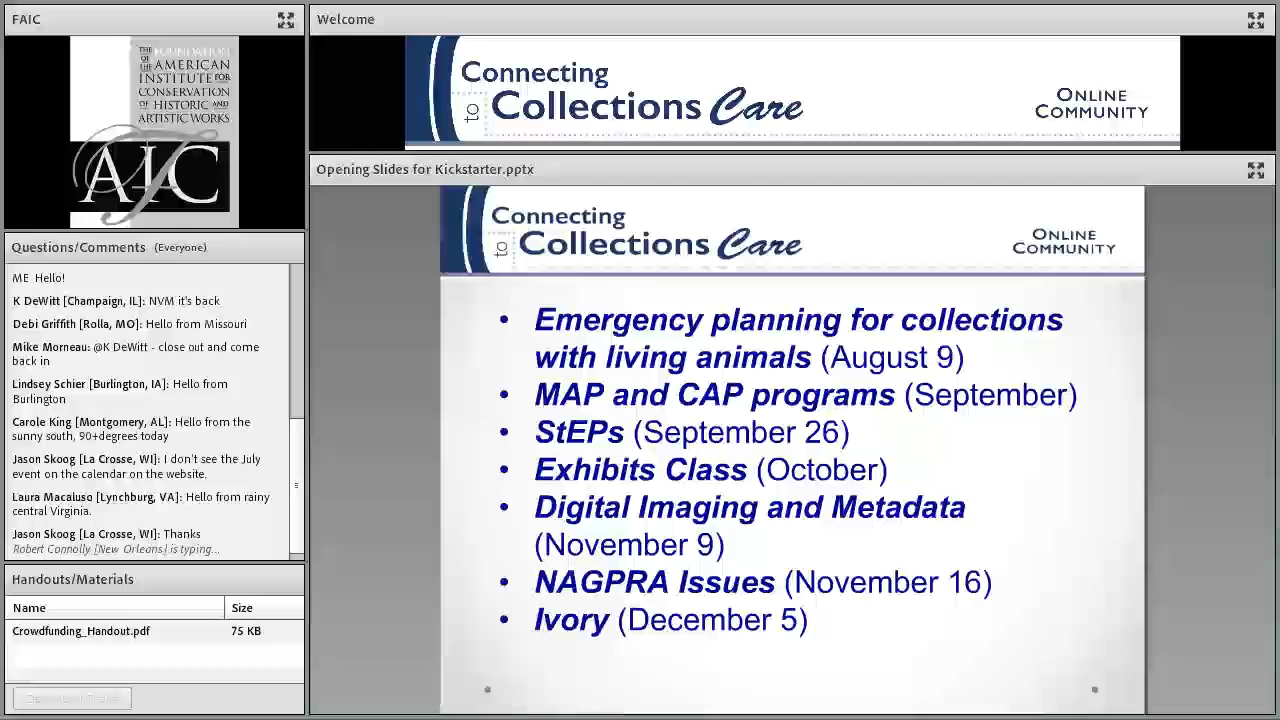 FAIC
THE FOUNDATION
OF THE AMERICAN
INSTITUTE FOR
CONSERVATION
OF HISTORIC AND
ARTISTIC WORKS
AIC
Questions/Comments (Everyone)
ME Hello!
K DeWitt [Champaign, IL]: NVM it's back
Debi Griffith [Rolla, MO]: Hello from Missouri
Mike Morneau: @K DeWitt - close out and come
back in
Lindsey Schier [Burlington, IA]: Hello from
Burlington
Carole King [Montgomery, AL]: Hello from the
sunny south, 90+degrees today
Jason Skoog [La Crosse, WI]: I don't see the July
event on the calendar on the website.
Laura Macaluso [Lynchburg, VA]: Hello from rainy
central Virginia.
Jason Skoog [La Crosse, WI]: Thanks
Robert Connolly [New Orleans] is typing...
Handouts/Materials
Name Size
Crowdfunding_Handout.pdf 75 KB
Welcome
Connecting
to Collections Care
ONLINE
COMMUNITY
Opening Slides for Kickstarter.pptx
Connecting
to Collections Care
ONLINE
COMMUNITY
• Emergency planning for collections
with living animals (August 9)
• MAP and CAP programs (September)
• StEPs (September 26)
• Exhibits Class (October)
• Digital Imaging and Metadata
(November 9)
• NAGPRA Issues (November 16)
• Ivory (December 5)